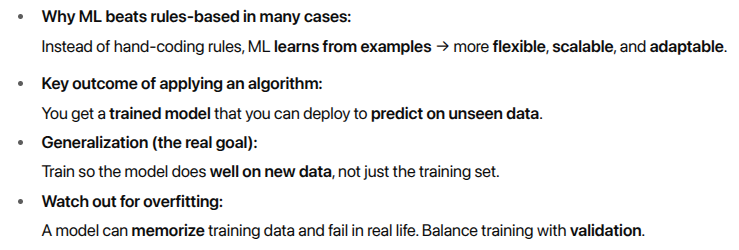 • Why ML beats rules-based in many cases:
Instead of hand-coding rules, ML learns from examples → more flexible, scalable, and adaptable.
• Key outcome of applying an algorithm:
You get a trained model that you can deploy to predict on unseen data.
• Generalization (the real goal):
Train so the model does well on new data, not just the training set.
• Watch out for overfitting:
A model can memorize training data and fail in real life. Balance training with validation.